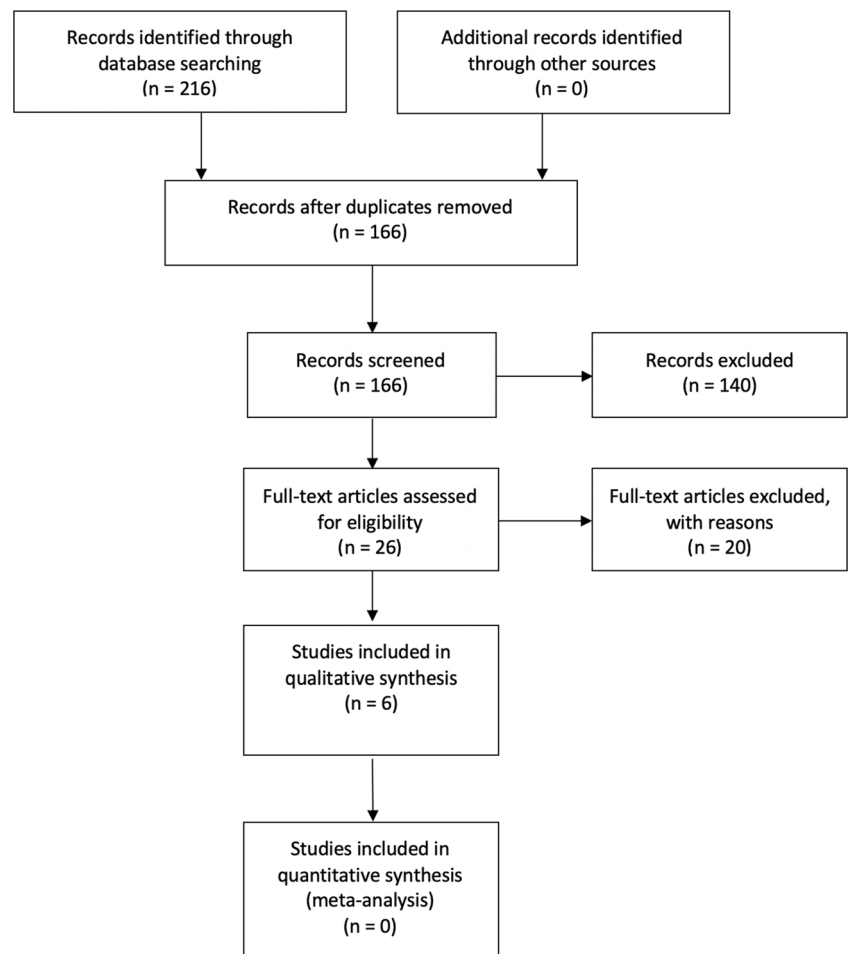 Records identified through
database searching
(n = 216)
Additional records identified
through other sources
(n = 0)
Records after duplicates removed
(n = 166)
Records screened
(n = 166)
Records excluded
(n = 140)
Full-text articles assessed
for eligibility
(n = 26)
Full-text articles excluded,
with reasons
(n = 20)
Studies included in
qualitative synthesis
(n = 6)
Studies included in
quantitative synthesis
(meta-analysis)
(n = 0)